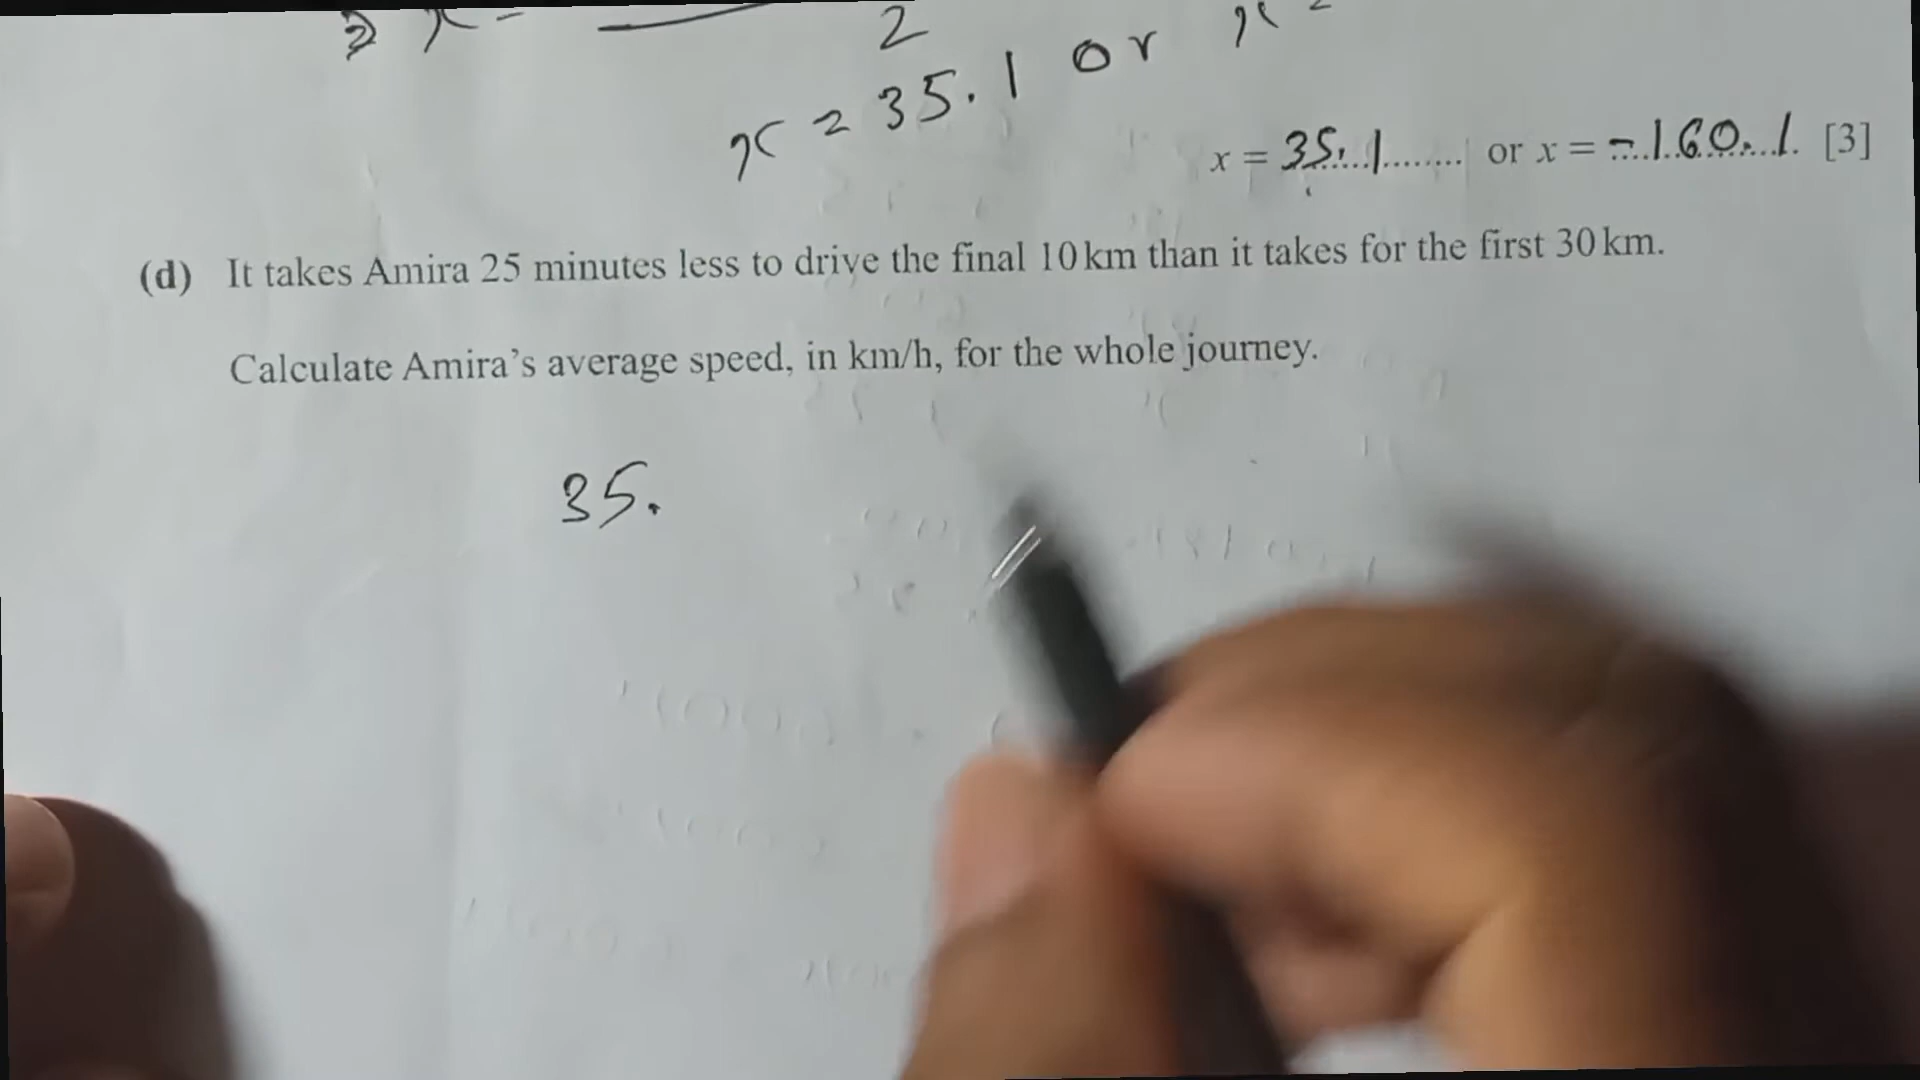 2
x = 35.1 or x =
x = 35.1 or x = -160.1 [3]
(d) It takes Amira 25 minutes less to drive the final 10 km than it takes for the first 30 km.
Calculate Amira's average speed, in km/h, for the whole journey.
35.